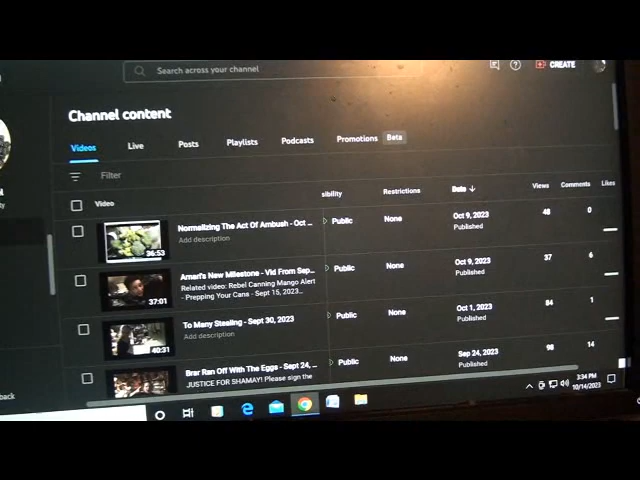 Search across your channel
CREATE
Channel content
Videos Live Posts Playlists Podcasts Promotions Beta
Filter
Video sibility Restrictions Date Views Comments Likes
Normalizing The Act Of Ambush - Oct ... Public None Oct 9, 2023 48 0
Add description Published
36:53
Amari's New Milestone - Vid From Sep... Public None Oct 9, 2023 37 6
Related video: Rebel Canning Mango Alert Published
- Prepping Your Cans - Sept 15, 2023...
37:01
To Many Stealing - Sept 30, 2023 Public None Oct 1, 2023 84 1
Add description Published
40:31
Brar Ran Off With The Eggs - Sept 24, ... Public None Sep 24, 2023 98 14
JUSTICE FOR SHAMAY! Please sign the Published
back
3:34 PM
10/14/2023